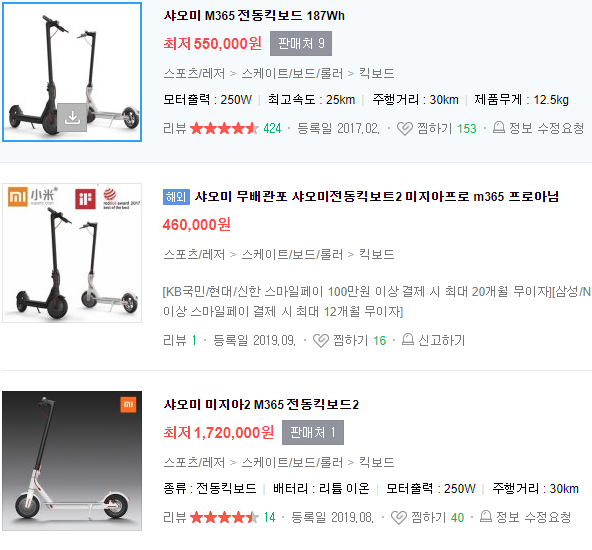 샤오미 M365 전동킥보드 187Wh
최저 550,000원 판매처 9
스포츠/레저 > 스케이트/보드/롤러 > 킥보드
모터출력 : 250W | 최고속도 : 25km | 주행거리 : 30km | 제품무게 : 12.5kg
리뷰 ★★★★★ 424 · 등록일 2017.02. · 찜하기 153 · 정보 수정요청
mi 小米
reddot award 2017
best of the best
해외 샤오미 무배관포 샤오미전동킥보트2 미지아프로 m365 프로아님
460,000원
스포츠/레저 > 스케이트/보드/롤러 > 킥보드
[KB국민/현대/신한 스마일페이 100만원 이상 결제 시 최대 20개월 무이자][삼성/N
이상 스마일페이 결제 시 최대 12개월 무이자]
리뷰 1 · 등록일 2019.09. · 찜하기 16 · 신고하기
mi
샤오미 미지아2 M365 전동킥보드2
최저 1,720,000원 판매처 1
스포츠/레저 > 스케이트/보드/롤러 > 킥보드
종류 : 전동킥보드 | 배터리 : 리튬 이온 | 모터출력 : 250W | 주행거리 : 30km
리뷰 ★★★★★ 14 · 등록일 2019.08. · 찜하기 40 · 정보 수정요청